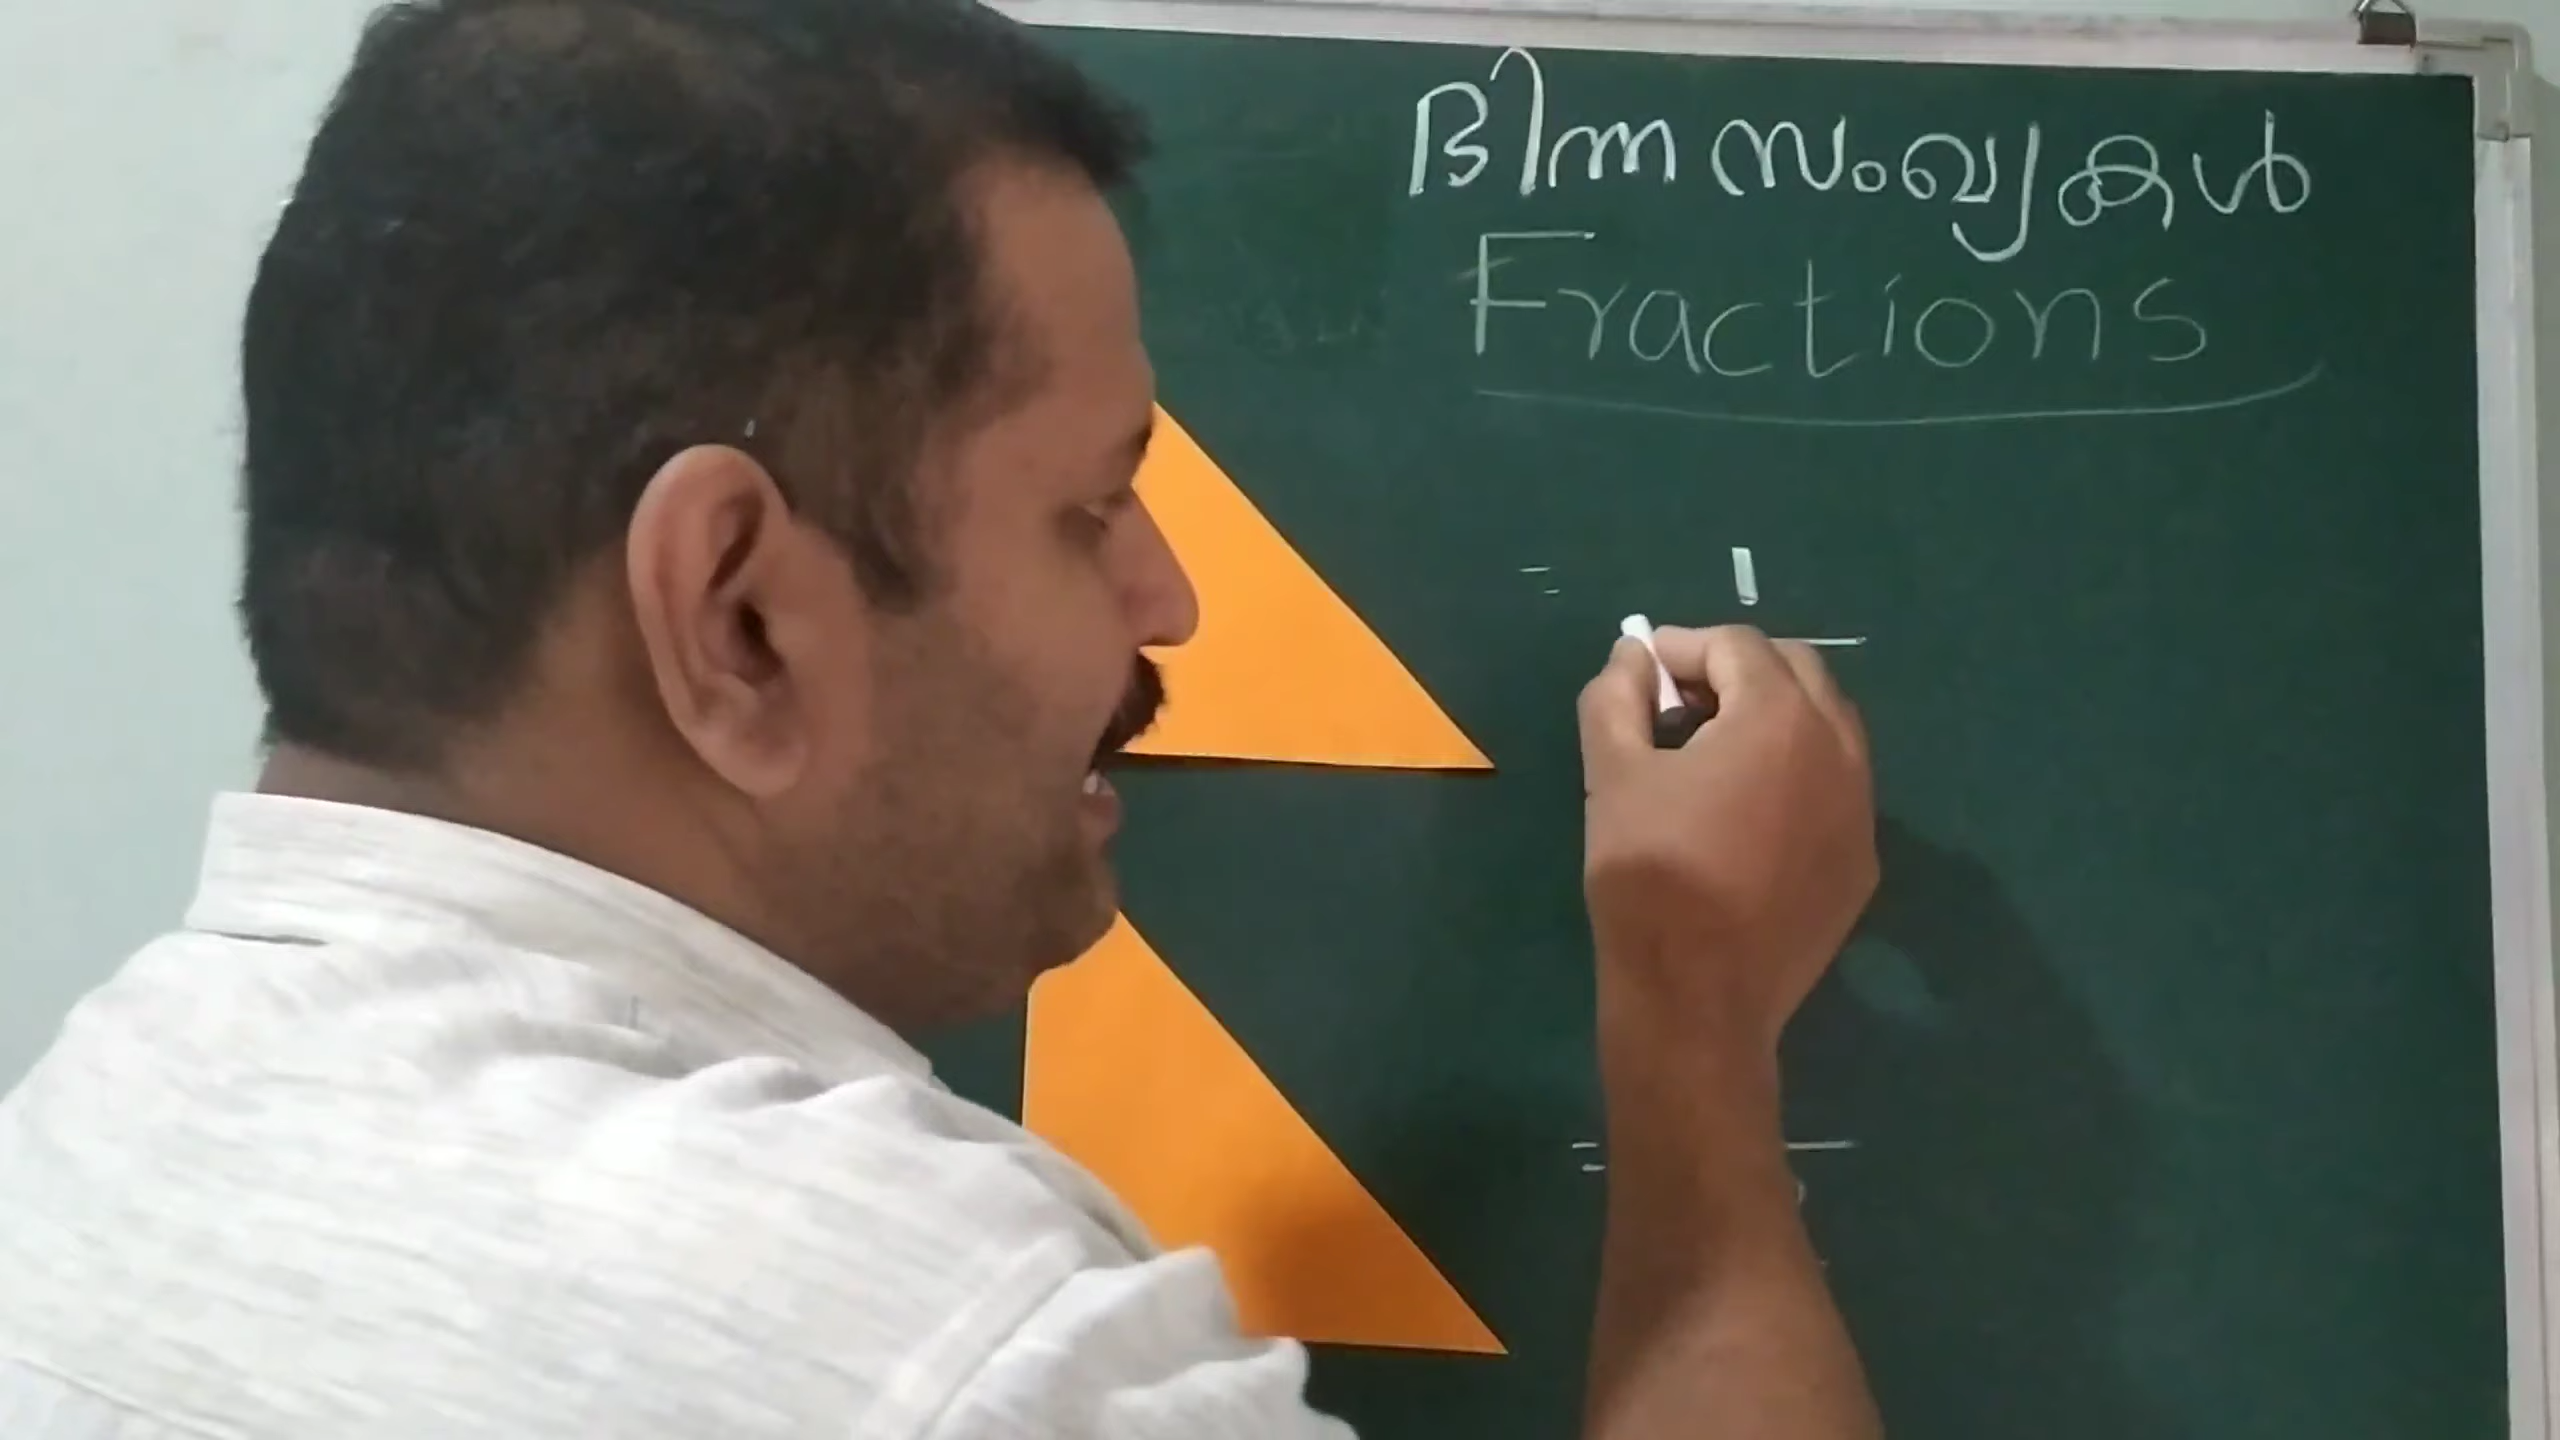 ഭിന്നസംഖ്യകൾ
Fractions
= 1
=